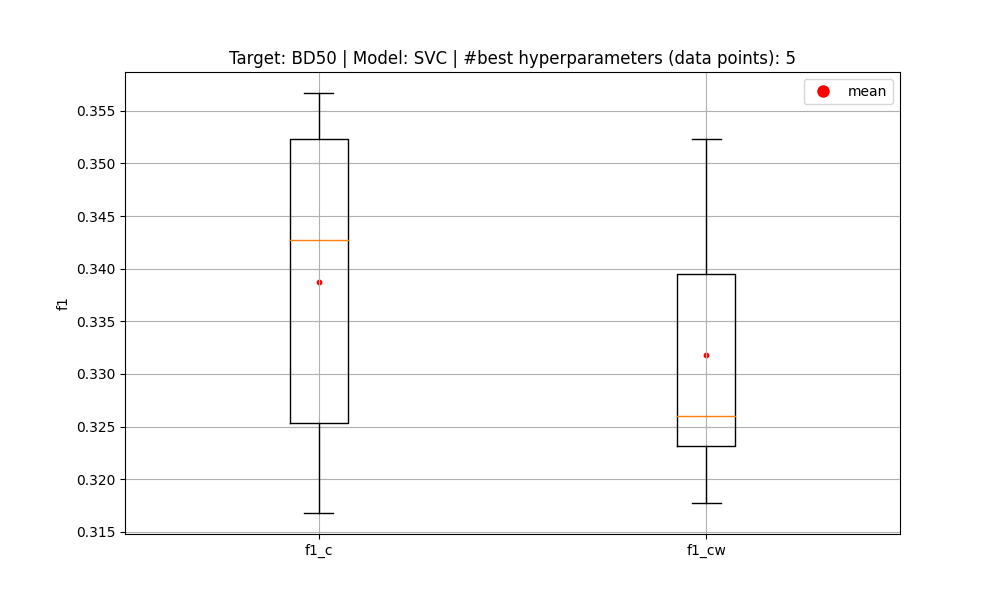 Target: BD50 | Model: SVC | #best hyperparameters (data points): 5
mean
0.355
0.350
0.345
0.340
0.335
0.330
0.325
0.320
0.315
f1
f1_c
f1_cw